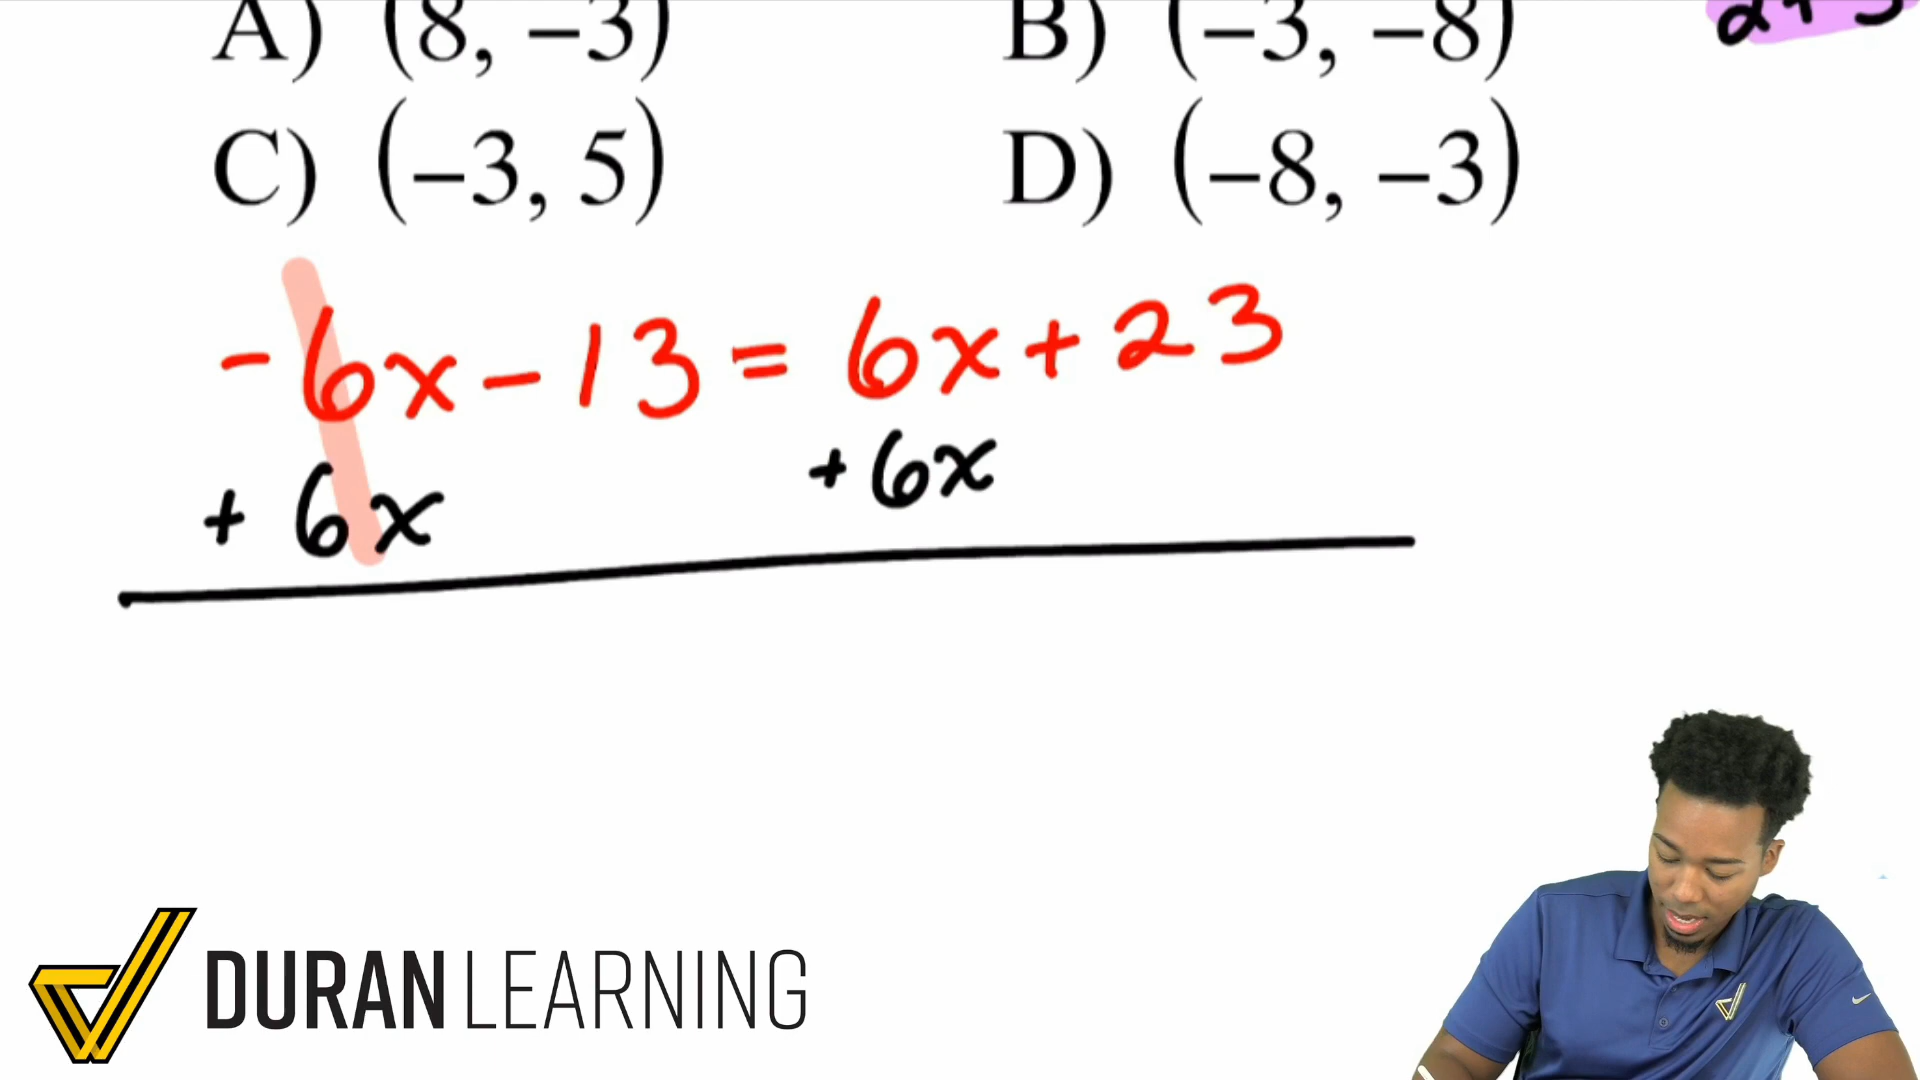 A) (8, −3) B) (−3, −8)
C) (−3, 5) D) (−8, −3)
-6x-13=6x+23
+6x +6x
DURAN LEARNING